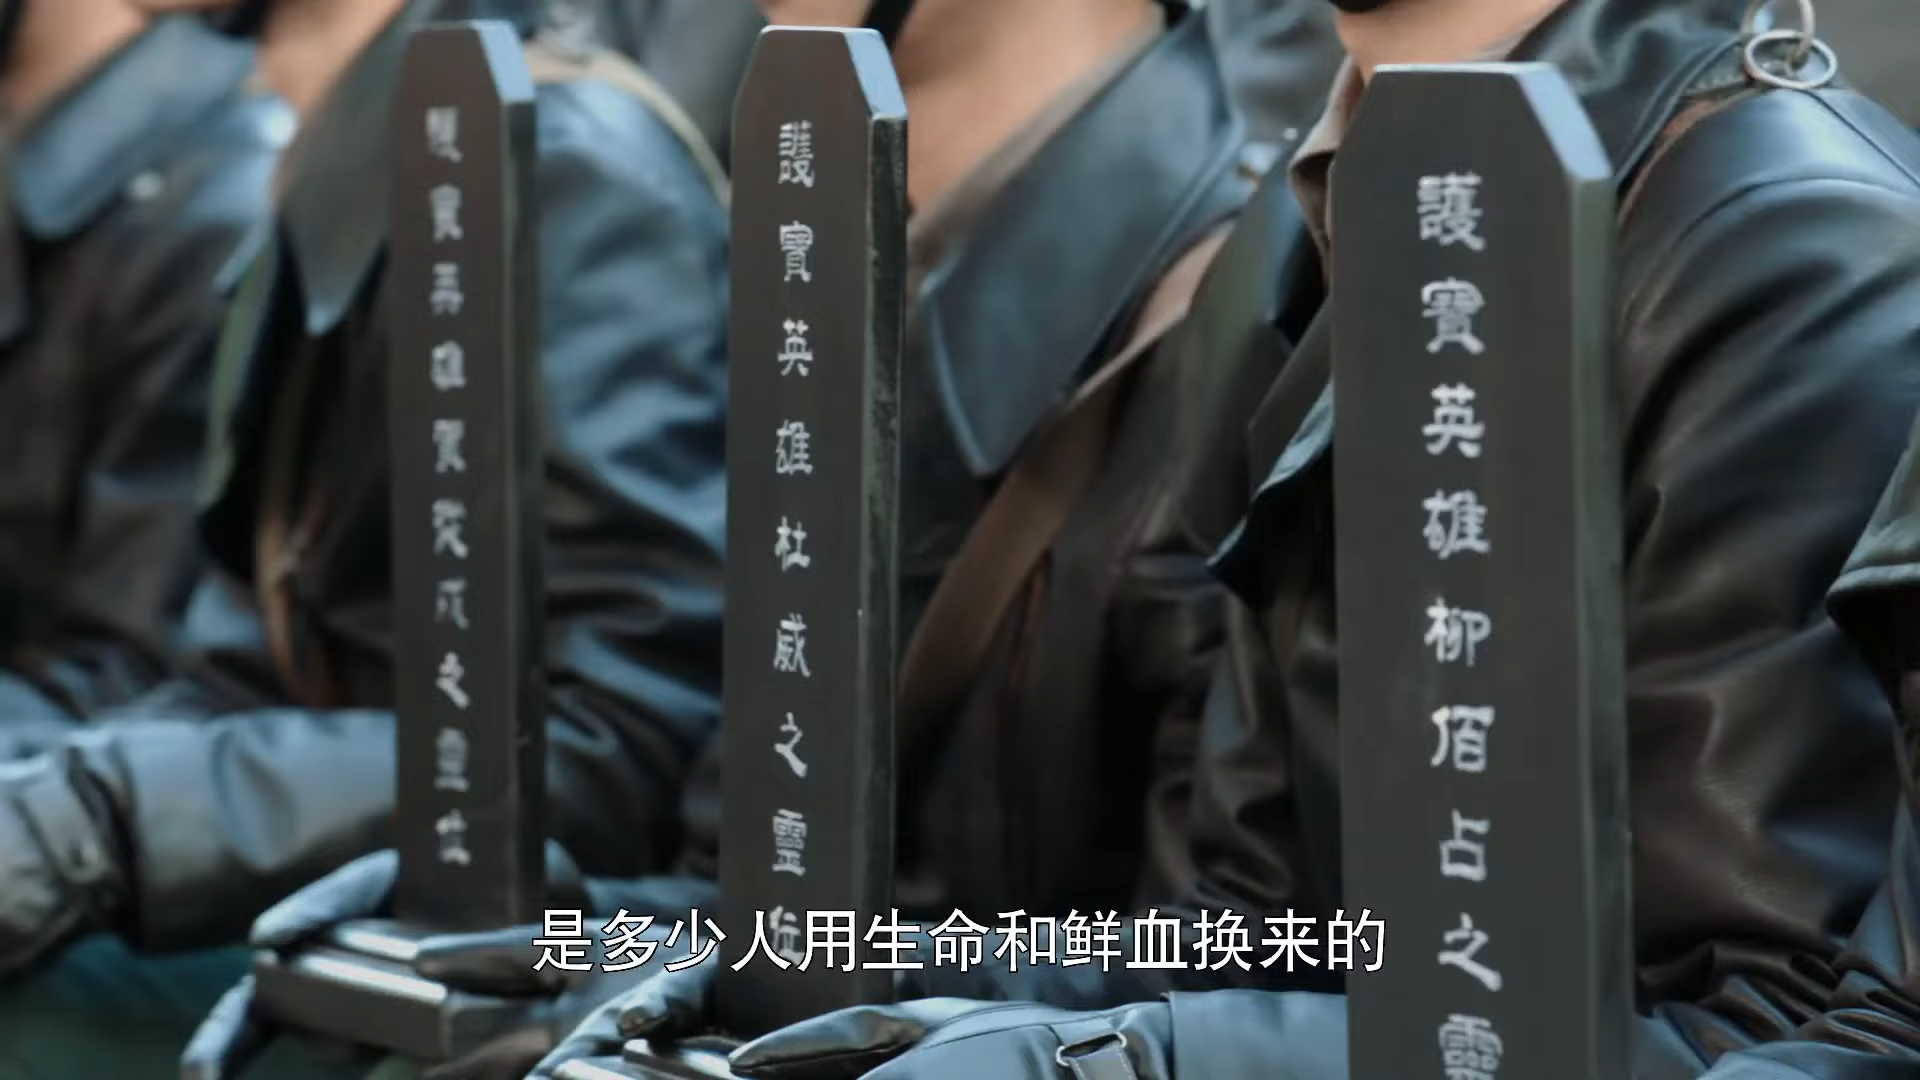 護寶英雄柳佰占之靈
護寶英雄杜威之靈位
是多少人用生命和鲜血换来的